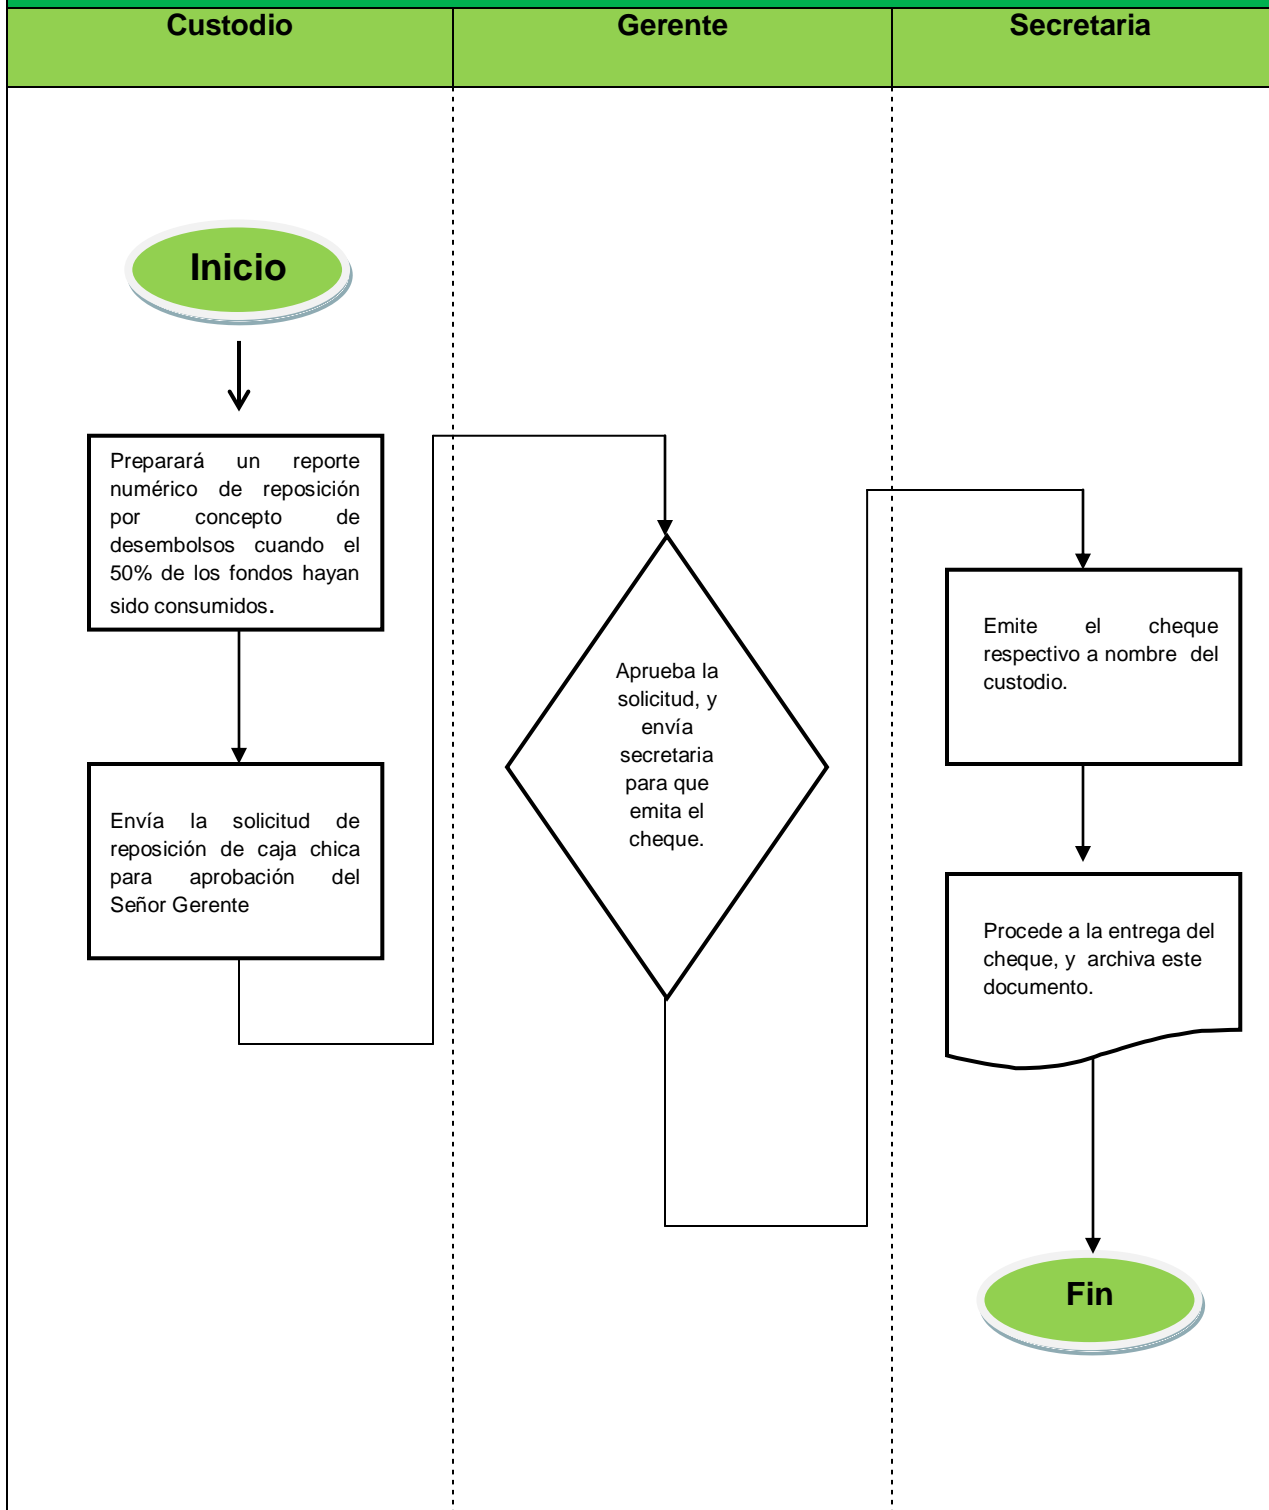 Custodio
Gerente
Secretaria
Inicio
Preparará un reporte
numérico de reposición
por concepto de
desembolsos cuando el
50% de los fondos hayan
sido consumidos.
Envía la solicitud de
reposición de caja chica
para aprobación del
Señor Gerente
Aprueba la
solicitud, y
envía
secretaria
para que
emita el
cheque.
Emite el cheque
respectivo a nombre del
custodio.
Procede a la entrega del
cheque, y archiva este
documento.
Fin